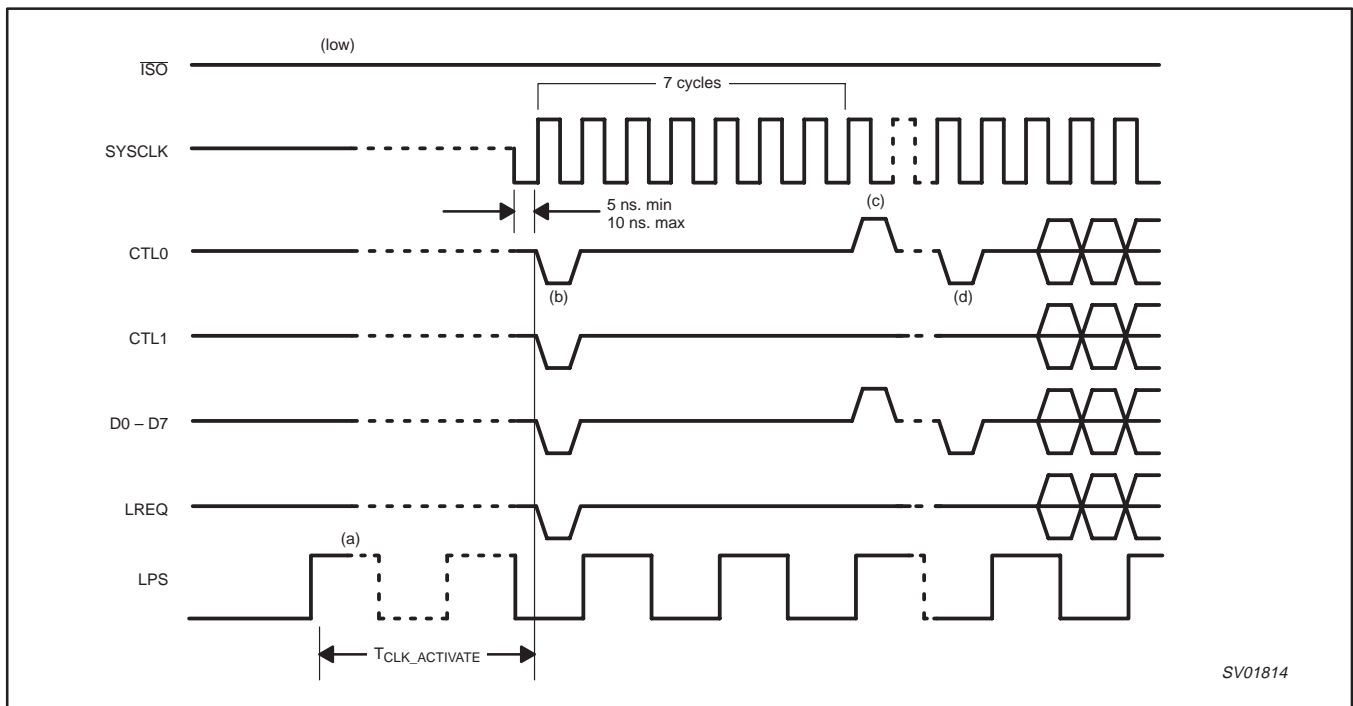 (low)
ISO
7 cycles
SYSCLK
5 ns. min
10 ns. max
(c)
CTL0
(b)
(d)
CTL1
D0 – D7
LREQ
(a)
LPS
TCLK_ACTIVATE
SV01814